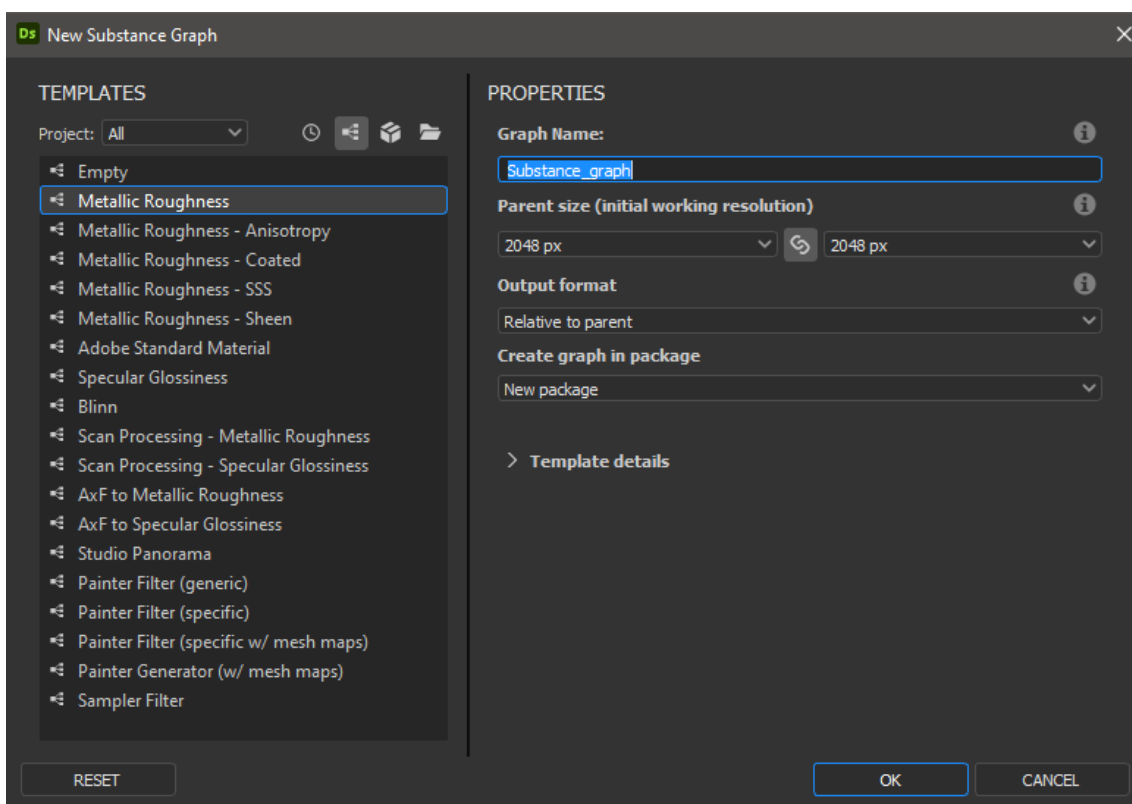 Ds New Substance Graph
TEMPLATES
Project: All
Empty
Metallic Roughness
Metallic Roughness - Anisotropy
Metallic Roughness - Coated
Metallic Roughness - SSS
Metallic Roughness - Sheen
Adobe Standard Material
Specular Glossiness
Blinn
Scan Processing - Metallic Roughness
Scan Processing - Specular Glossiness
AxF to Metallic Roughness
AxF to Specular Glossiness
Studio Panorama
Painter Filter (generic)
Painter Filter (specific)
Painter Filter (specific w/ mesh maps)
Painter Generator (w/ mesh maps)
Sampler Filter
RESET
PROPERTIES
Graph Name:
Substance_graph
Parent size (initial working resolution)
2048 px 2048 px
Output format
Relative to parent
Create graph in package
New package
Template details
OK CANCEL